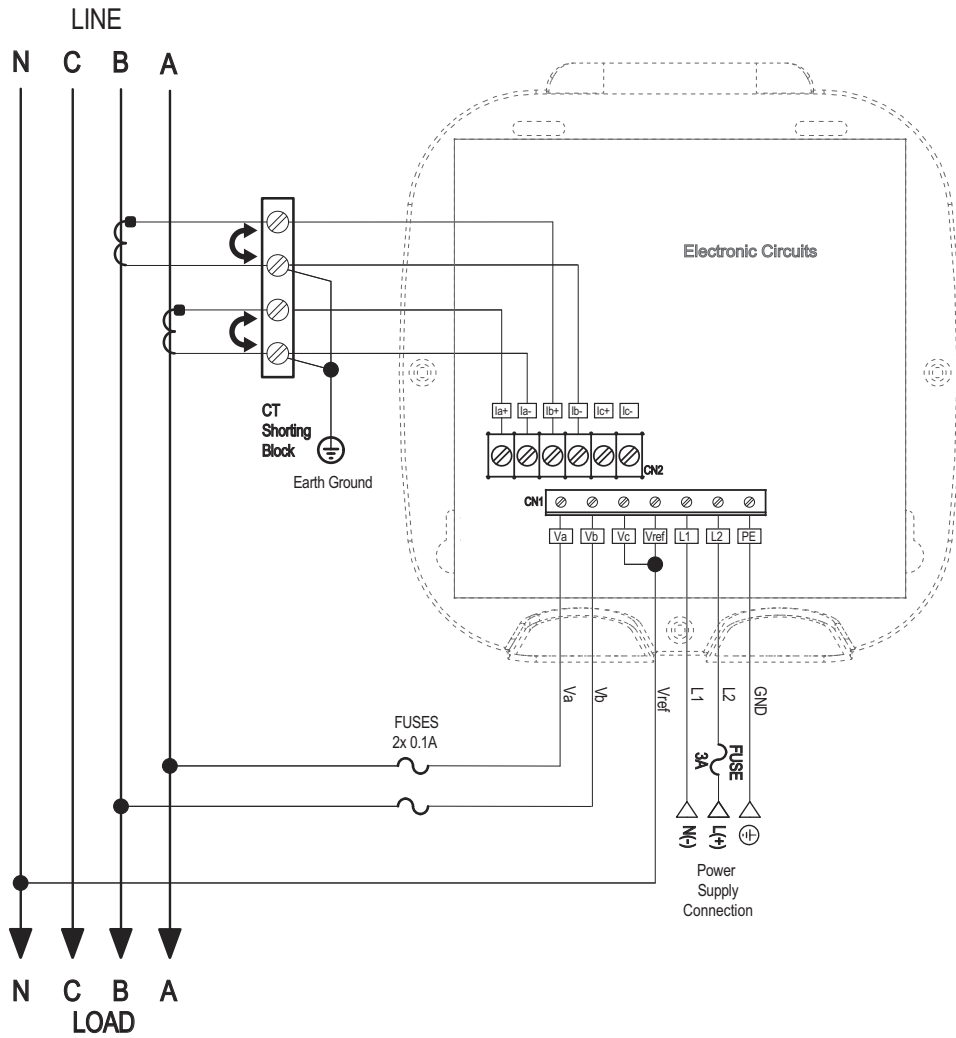 LINE
N C B A
Electronic Circuits
CT
Shorting
Block
Earth Ground
Ia+ Ia- Ib+ Ib- Ic+ Ic-
CN2
CN1
Va Vb Vc Vref L1 L2 PE
Va Vb Vref L1 L2 GND
FUSES
2x 0.1A
FUSE
3A
N(-) L(+)
Power
Supply
Connection
N C B A
LOAD